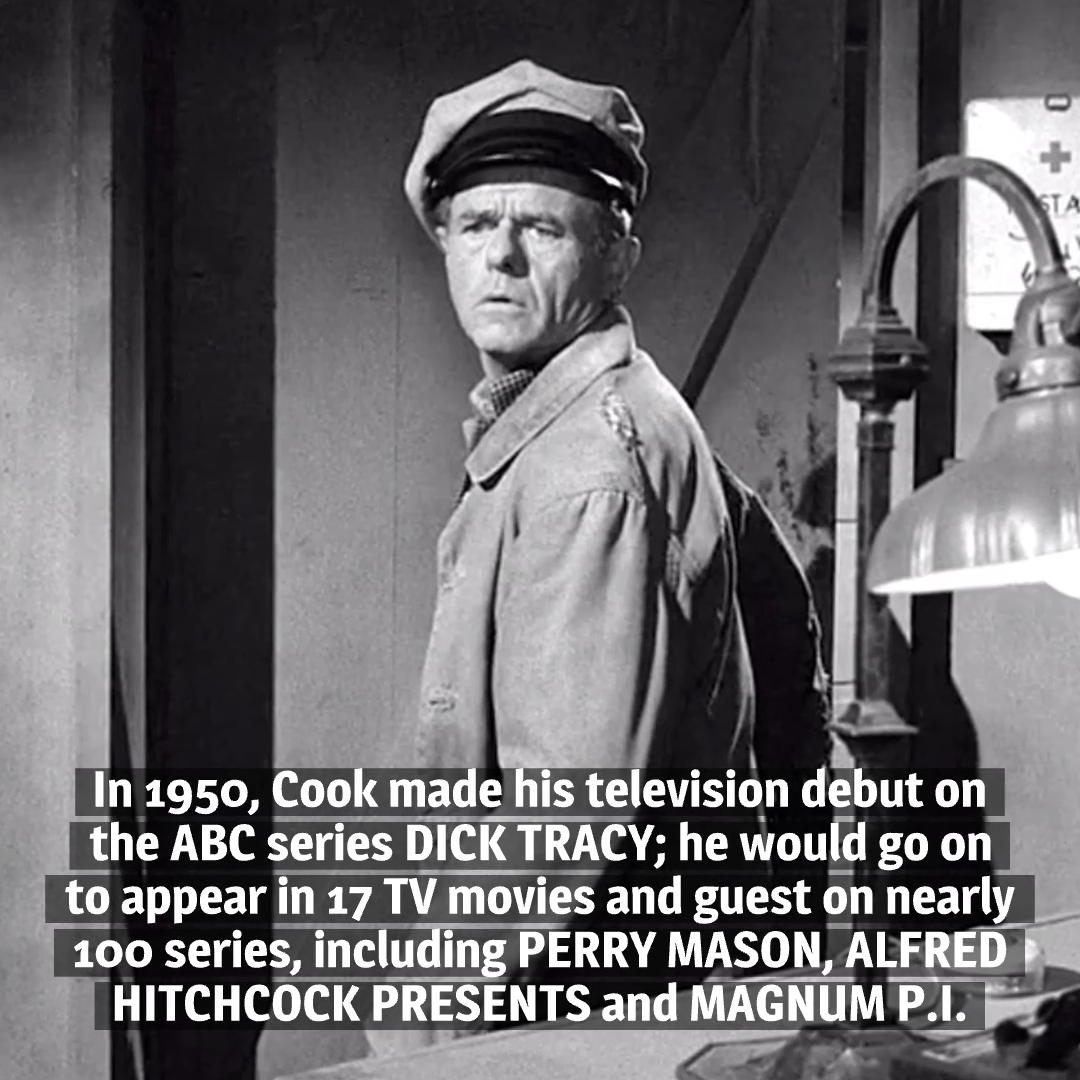 In 1950, Cook made his television debut on
the ABC series DICK TRACY; he would go on
to appear in 17 TV movies and guest on nearly
100 series, including PERRY MASON, ALFRED
HITCHCOCK PRESENTS and MAGNUM P.I.